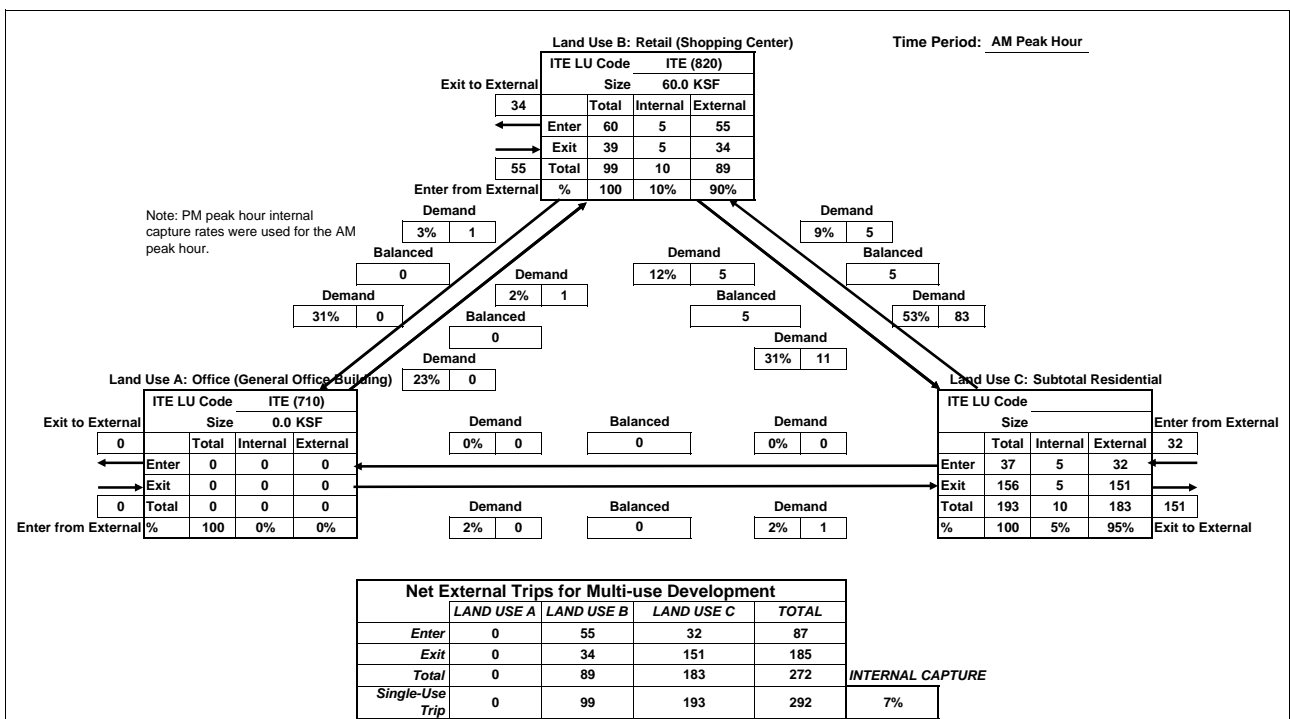 Land Use B: Retail (Shopping Center)
Time Period: AM Peak Hour
ITE LU Code ITE (820)
Exit to External Size 60.0 KSF
34 Total Internal External
Enter 60 5 55
Exit 39 5 34
55 Total 99 10 89
Enter from External % 100 10% 90%
Note: PM peak hour internal
capture rates were used for the AM
peak hour.
Demand
3% 1
Balanced
0
Demand
31% 0
Demand
2% 1
Balanced
0
Demand
23% 0
Demand
12% 5
Balanced
5
Demand
31% 11
Demand
9% 5
Balanced
5
Demand
53% 83
Land Use A: Office (General Office Building)
ITE LU Code ITE (710)
Exit to External Size 0.0 KSF
0 Total Internal External
Enter 0 0 0
Exit 0 0 0
0 Total 0 0 0
Enter from External % 100 0% 0%
Demand Balanced Demand
0% 0 0 0% 0
Demand Balanced Demand
2% 0 0 2% 1
Land Use C: Subtotal Residential
ITE LU Code
Size Enter from External
Total Internal External 32
Enter 37 5 32
Exit 156 5 151
Total 193 10 183 151
% 100 5% 95% Exit to External
Net External Trips for Multi-use Development
LAND USE A LAND USE B LAND USE C TOTAL
Enter 0 55 32 87
Exit 0 34 151 185
Total 0 89 183 272 INTERNAL CAPTURE
Single-Use
Trip 0 99 193 292 7%